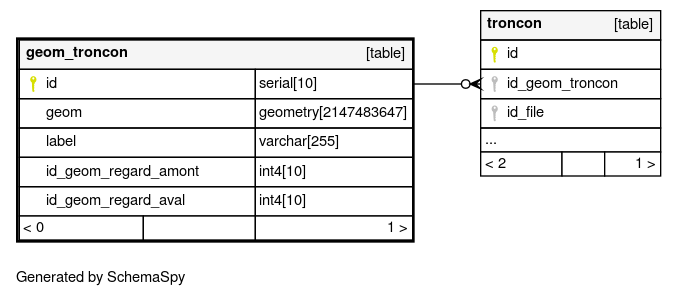 geom_troncon [table]
id serial[10]
geom geometry[2147483647]
label varchar[255]
id_geom_regard_amont int4[10]
id_geom_regard_aval int4[10]
< 0 1 >
troncon [table]
id
id_geom_troncon
id_file
...
< 2 1 >
Generated by SchemaSpy